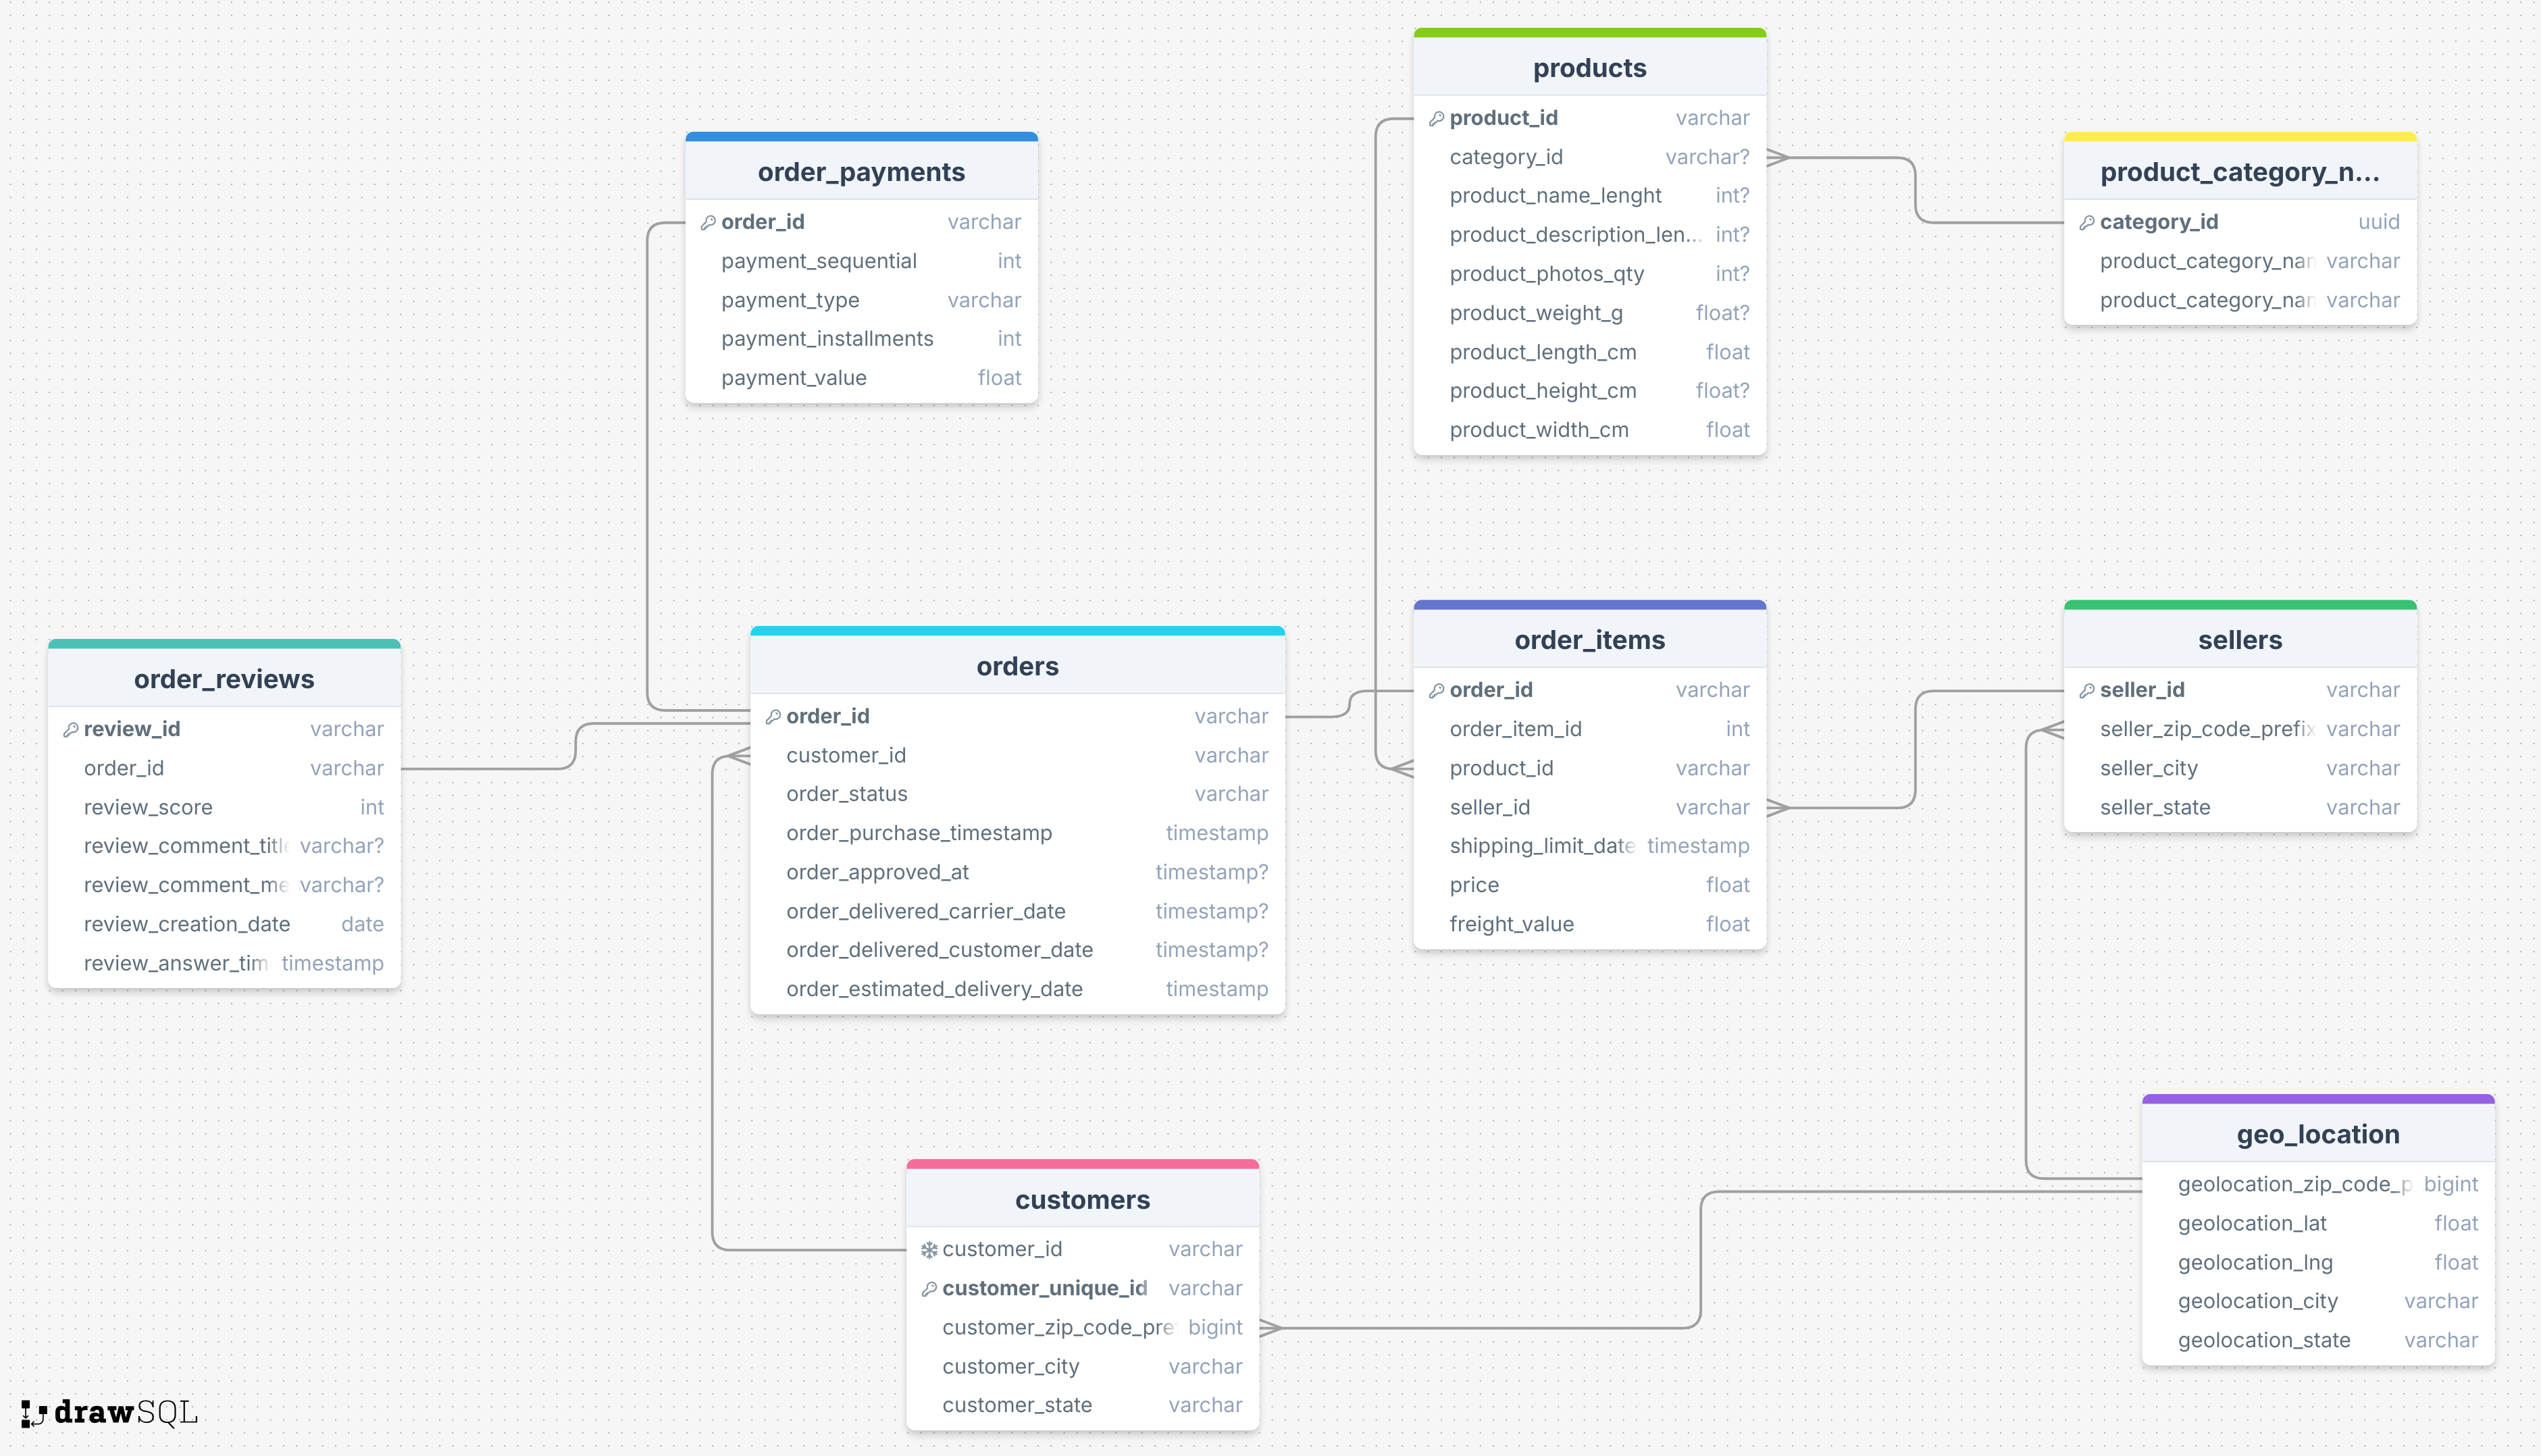 products
product_id varchar
category_id varchar?
product_name_lenght int?
product_description_len... int?
product_photos_qty int?
product_weight_g float?
product_length_cm float
product_height_cm float?
product_width_cm float
order_payments
order_id varchar
payment_sequential int
payment_type varchar
payment_installments int
payment_value float
product_category_n...
category_id uuid
product_category_nan varchar
product_category_nan varchar
order_reviews
review_id varchar
order_id varchar
review_score int
review_comment_title varchar?
review_comment_me varchar?
review_creation_date date
review_answer_tim timestamp
orders
order_id varchar
customer_id varchar
order_status varchar
order_purchase_timestamp timestamp
order_approved_at timestamp?
order_delivered_carrier_date timestamp?
order_delivered_customer_date timestamp?
order_estimated_delivery_date timestamp
order_items
order_id varchar
order_item_id int
product_id varchar
seller_id varchar
shipping_limit_date timestamp
price float
freight_value float
sellers
seller_id varchar
seller_zip_code_prefix varchar
seller_city varchar
seller_state varchar
customers
customer_id varchar
customer_unique_id varchar
customer_zip_code_pre bigint
customer_city varchar
customer_state varchar
geo_location
geolocation_zip_code_p bigint
geolocation_lat float
geolocation_lng float
geolocation_city varchar
geolocation_state varchar
drawSQL